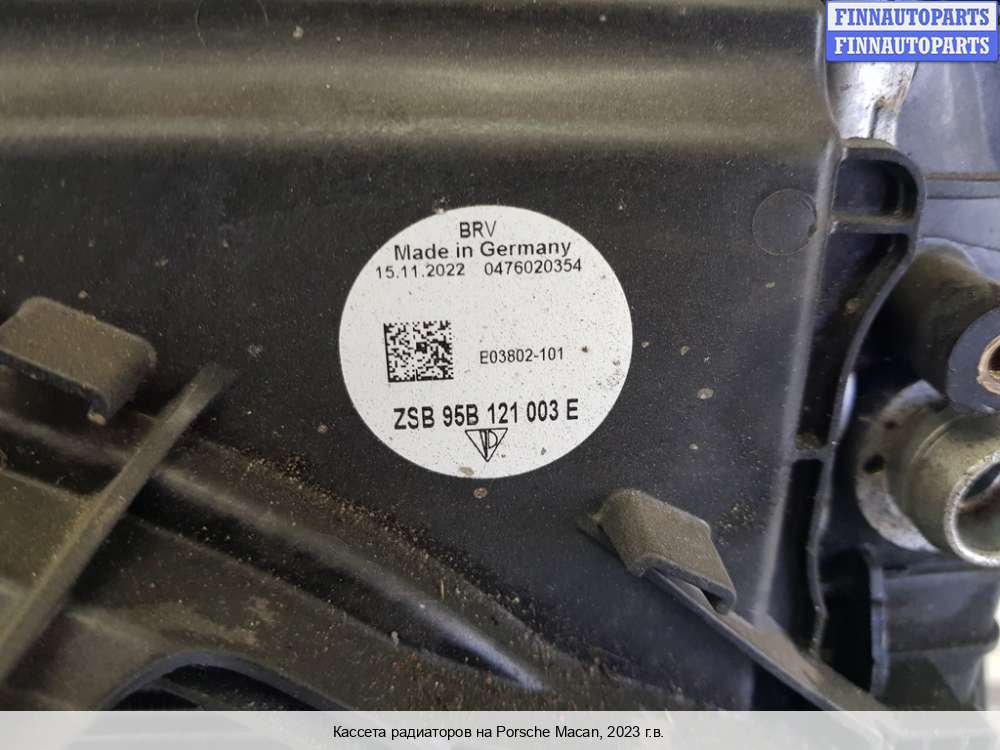 FINNAUTOPARTS
FINNAUTOPARTS
BRV
Made in Germany
15.11.2022 0476020354
E03802-101
ZSB 95B 121 003 E
Кассета радиаторов на Porsche Macan, 2023 г.в.